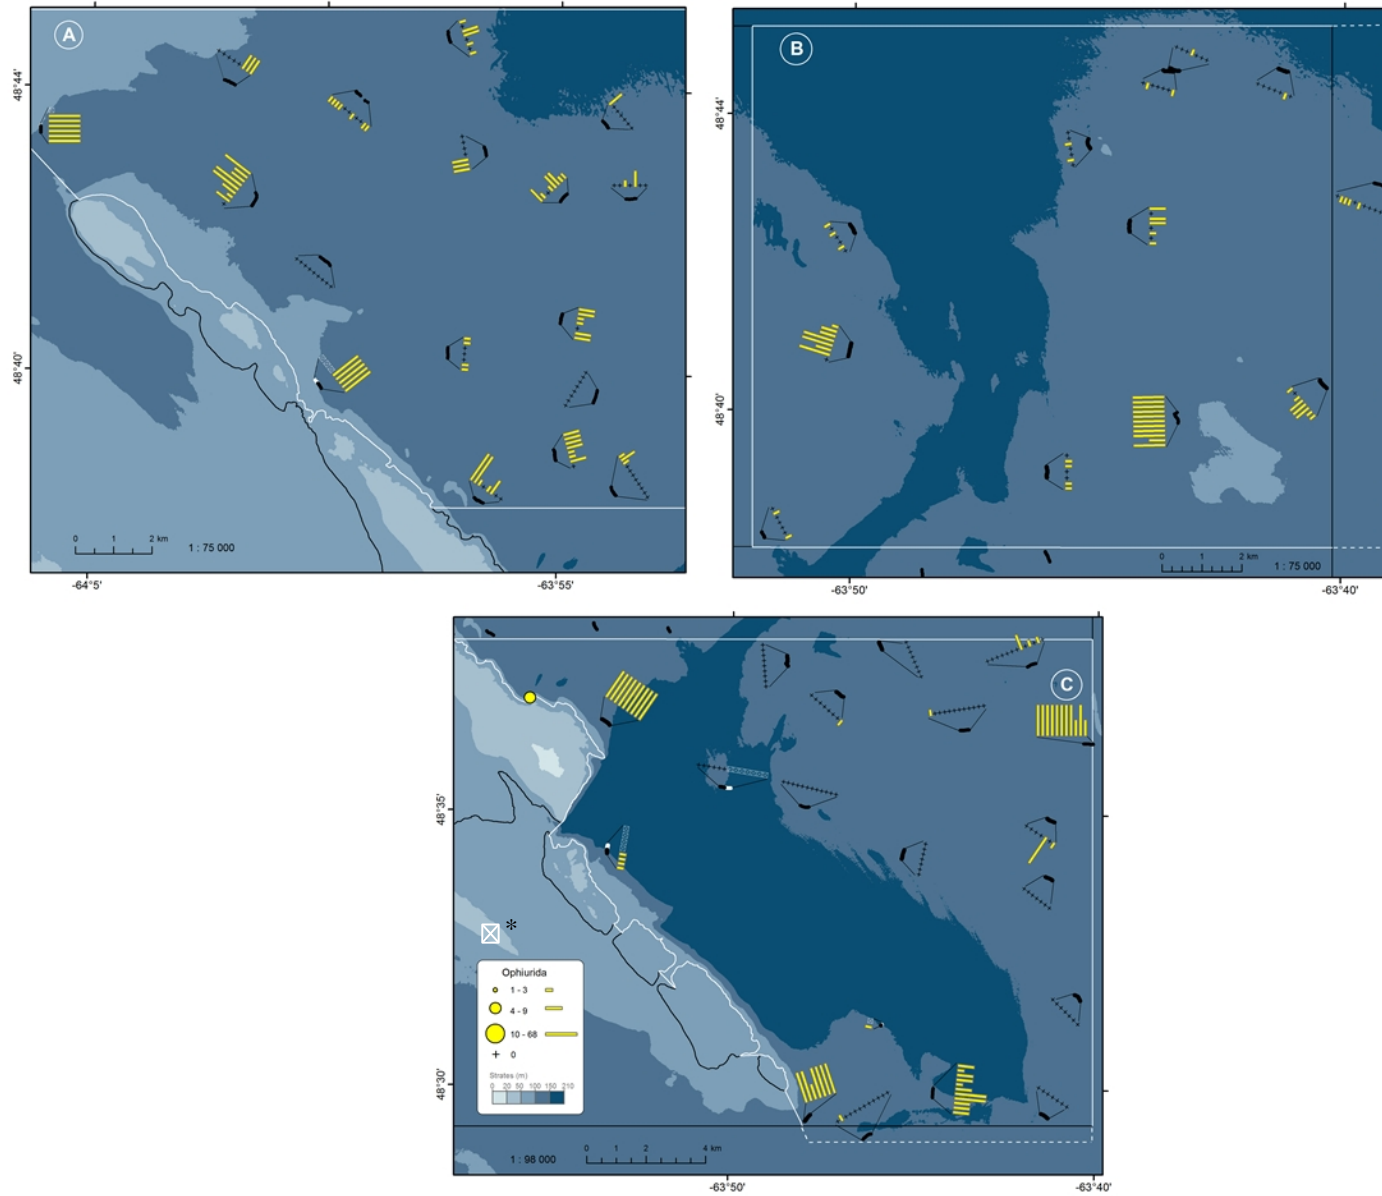 A
48°44'
48°40'
0 1 2 km
1 : 75 000
-64°5'
-63°55'
B
48°44'
48°40'
0 1 2 km
1 : 75 000
-63°50'
-63°40'
C
48°35'
48°30'
*
Ophiurida
1 - 3
4 - 9
10 - 68
0
Strates (m)
0 20 50 100 150 210
0 1 2 4 km
1 : 98 000
-63°50'
-63°40'